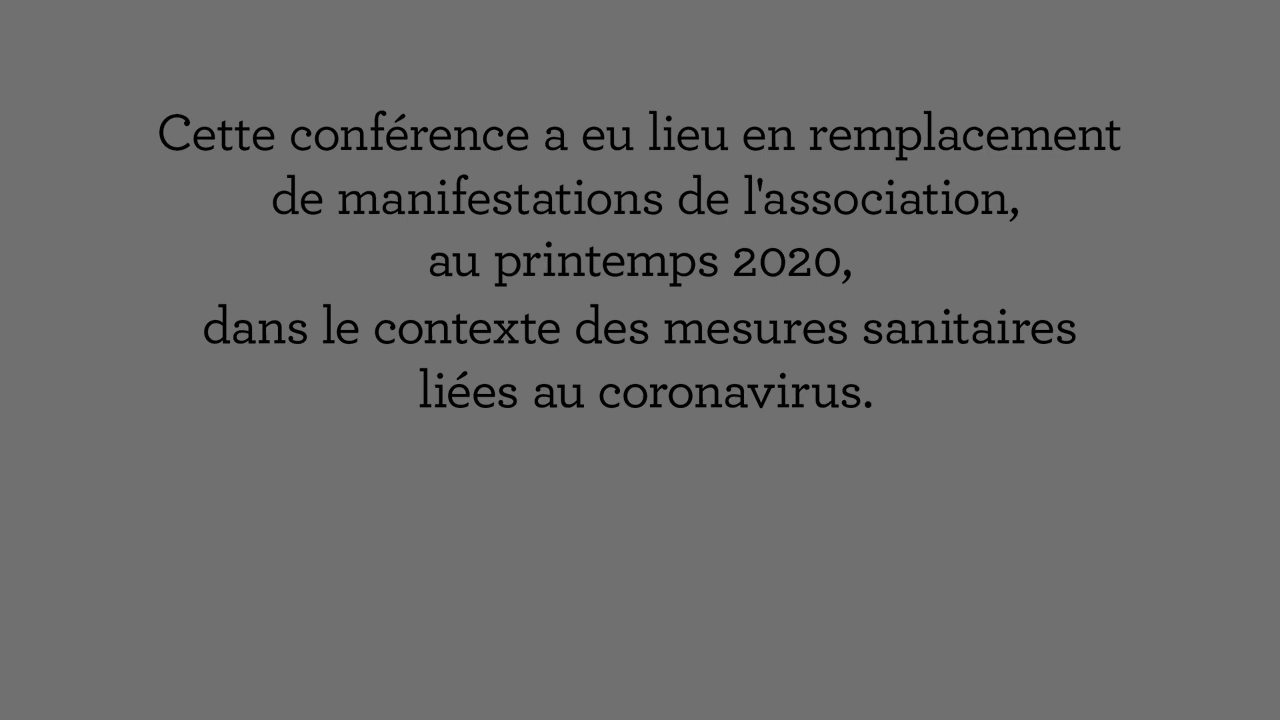 Cette conférence a eu lieu en remplacement
de manifestations de l'association,
au printemps 2020,
dans le contexte des mesures sanitaires
liées au coronavirus.